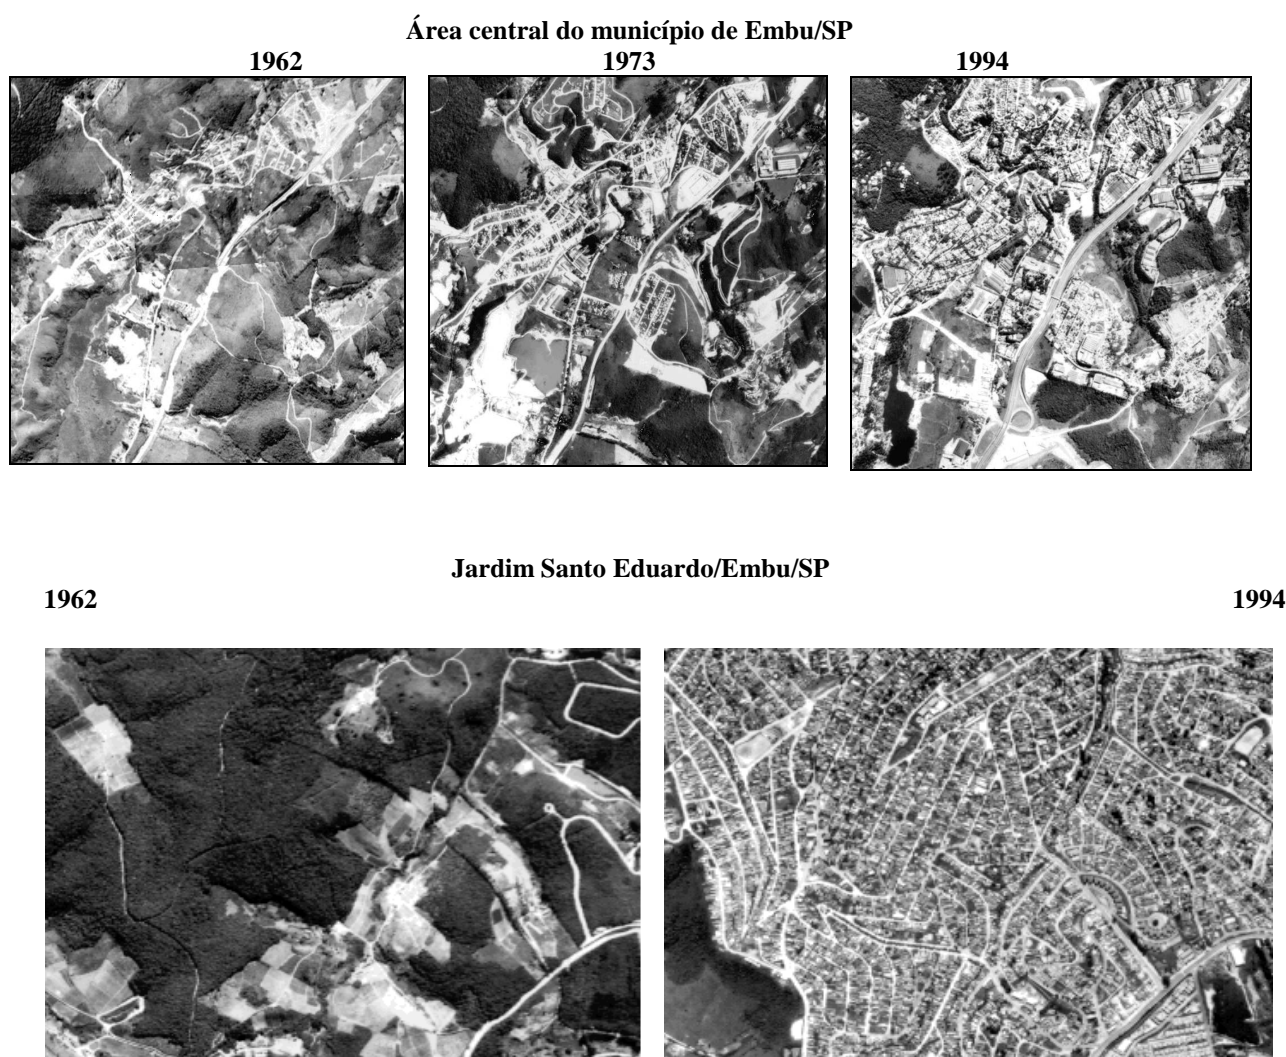 Área central do município de Embu/SP
1962 1973 1994
Jardim Santo Eduardo/Embu/SP
1962 1994